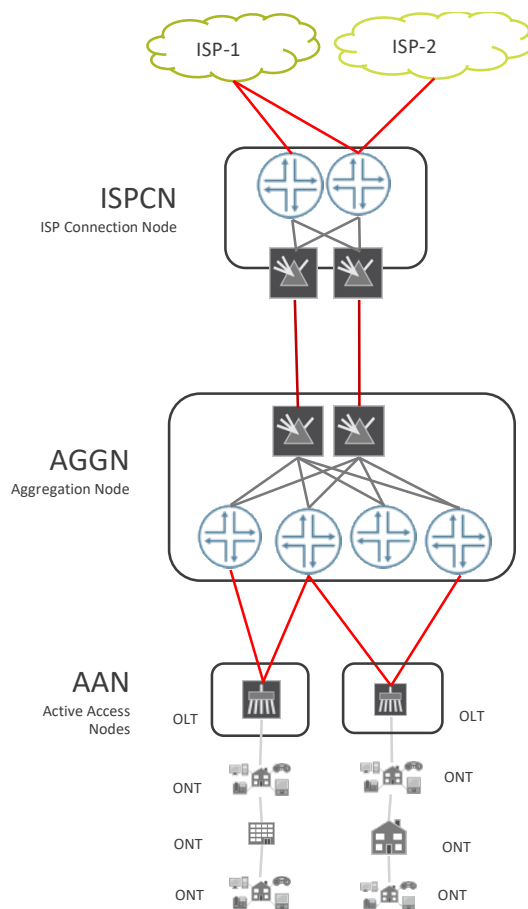 ISP-1
ISP-2
ISPCN
ISP Connection Node
AGGN
Aggregation Node
AAN
Active Access
Nodes
OLT
OLT
ONT
ONT
ONT
ONT
ONT
ONT